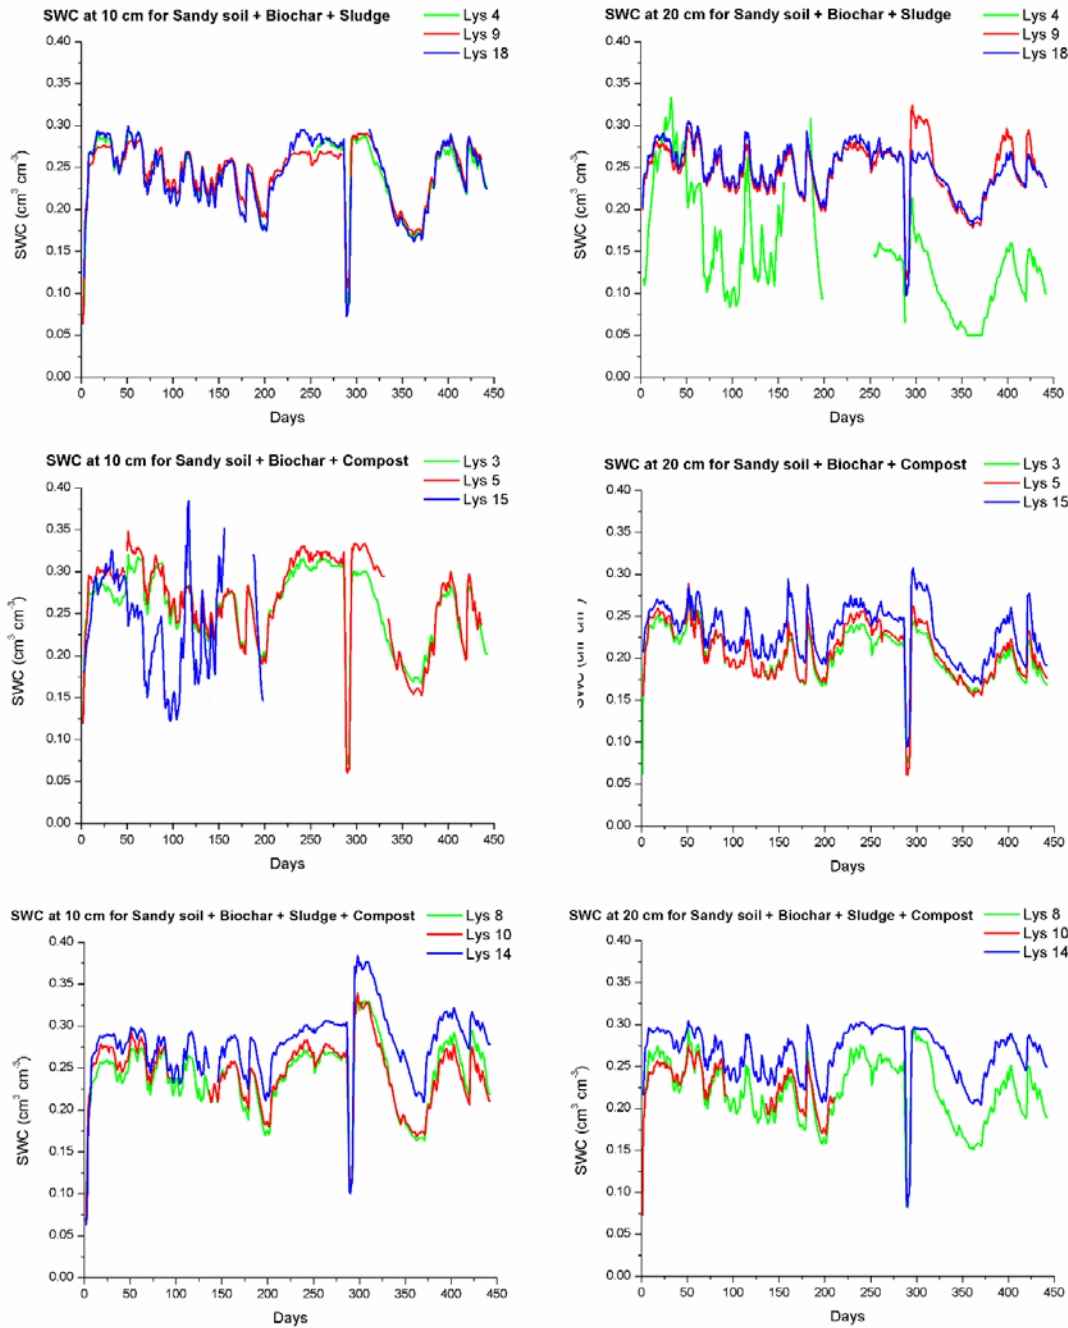 SWC at 10 cm for Sandy soil + Biochar + Sludge
Lys 4
Lys 9
Lys 18
0.40
0.35
0.30
0.25
0.20
0.15
0.10
0.05
0.00
SWC (cm³ cm⁻³)
0 50 100 150 200 250 300 350 400 450
Days
SWC at 20 cm for Sandy soil + Biochar + Sludge
Lys 4
Lys 9
Lys 18
0.40
0.35
0.30
0.25
0.20
0.15
0.10
0.05
0.00
SWC (cm³ cm⁻³)
0 50 100 150 200 250 300 350 400 450
Days
SWC at 10 cm for Sandy soil + Biochar + Compost
Lys 3
Lys 5
Lys 15
0.40
0.35
0.30
0.25
0.20
0.15
0.10
0.05
0.00
SWC (cm³ cm⁻³)
0 50 100 150 200 250 300 350 400 450
Days
SWC at 20 cm for Sandy soil + Biochar + Compost
Lys 3
Lys 5
Lys 15
0.40
0.35
0.30
0.25
0.20
0.15
0.10
0.05
0.00
SWC
0 50 100 150 200 250 300 350 400 450
Days
SWC at 10 cm for Sandy soil + Biochar + Sludge + Compost
Lys 8
Lys 10
Lys 14
0.40
0.35
0.30
0.25
0.20
0.15
0.10
0.05
0.00
SWC (cm³ cm⁻³)
0 50 100 150 200 250 300 350 400 450
Days
SWC at 20 cm for Sandy soil + Biochar + Sludge + Compost
Lys 8
Lys 10
Lys 14
0.40
0.35
0.30
0.25
0.20
0.15
0.10
0.05
0.00
SWC (cm³ cm⁻³)
0 50 100 150 200 250 300 350 400 450
Days